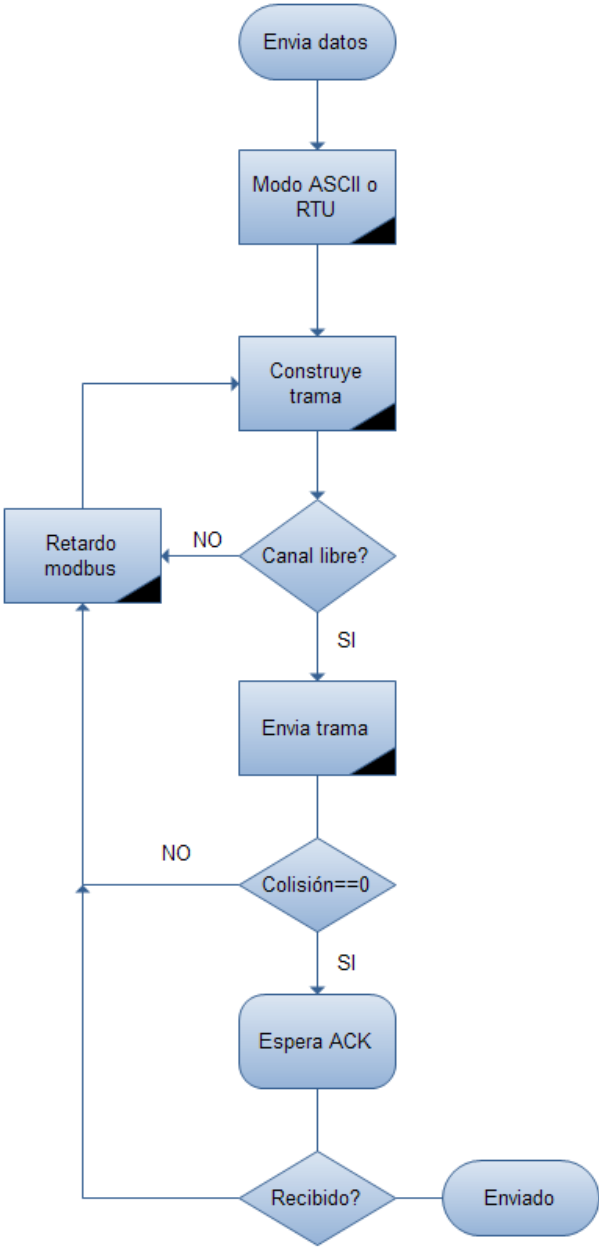 Envia datos
Modo ASCII o
RTU
Construye
trama
Retardo
modbus
NO
Canal libre?
SI
Envia trama
NO
Colisión==0
SI
Espera ACK
Recibido?
Enviado